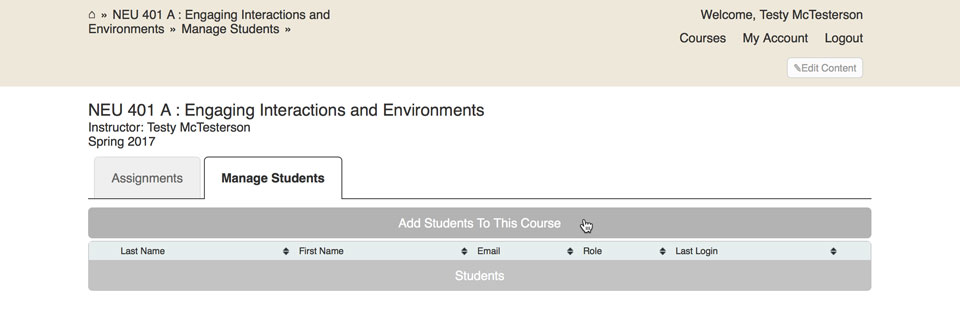 ⌂ » NEU 401 A : Engaging Interactions and
Environments » Manage Students »
Welcome, Testy McTesterson
Courses My Account Logout
✎Edit Content
NEU 401 A : Engaging Interactions and Environments
Instructor: Testy McTesterson
Spring 2017
Assignments Manage Students
Add Students To This Course
Last Name First Name Email Role Last Login
Students